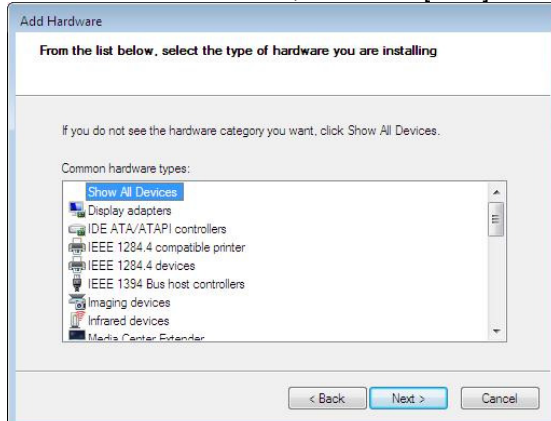 Add Hardware
From the list below, select the type of hardware you are installing
If you do not see the hardware category you want, click Show All Devices.
Common hardware types:
Show All Devices
Display adapters
IDE ATA/ATAPI controllers
IEEE 1284.4 compatible printer
IEEE 1284.4 devices
IEEE 1394 Bus host controllers
Imaging devices
Infrared devices
Media Center Extender
< Back Next > Cancel